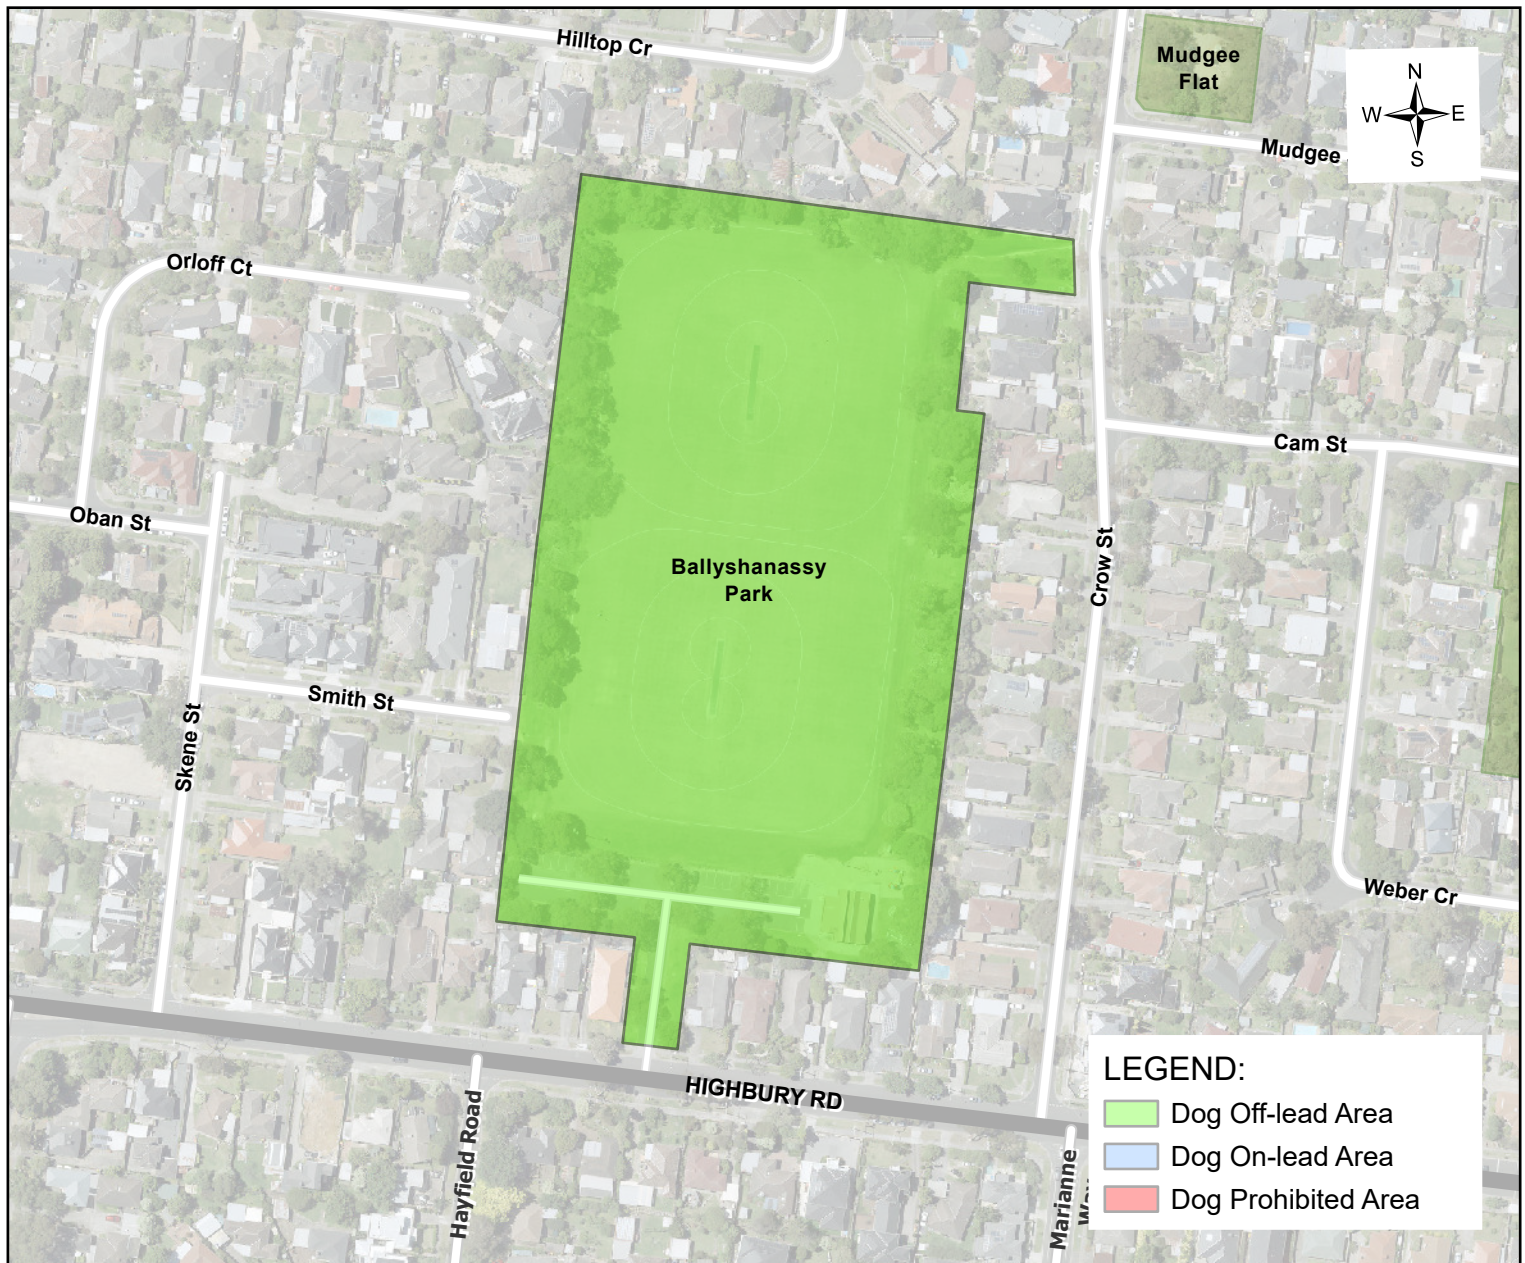 Hilltop Cr
Mudgee
Flat
N
W
E
S
Mudgee
Orloff Ct
Cam St
Oban St
Crow St
Ballyshanassy
Park
Smith St
Skene St
Weber Cr
HIGHBURY RD
Hayfield Road
Marianne
LEGEND:
Dog Off-lead Area
Dog On-lead Area
Dog Prohibited Area